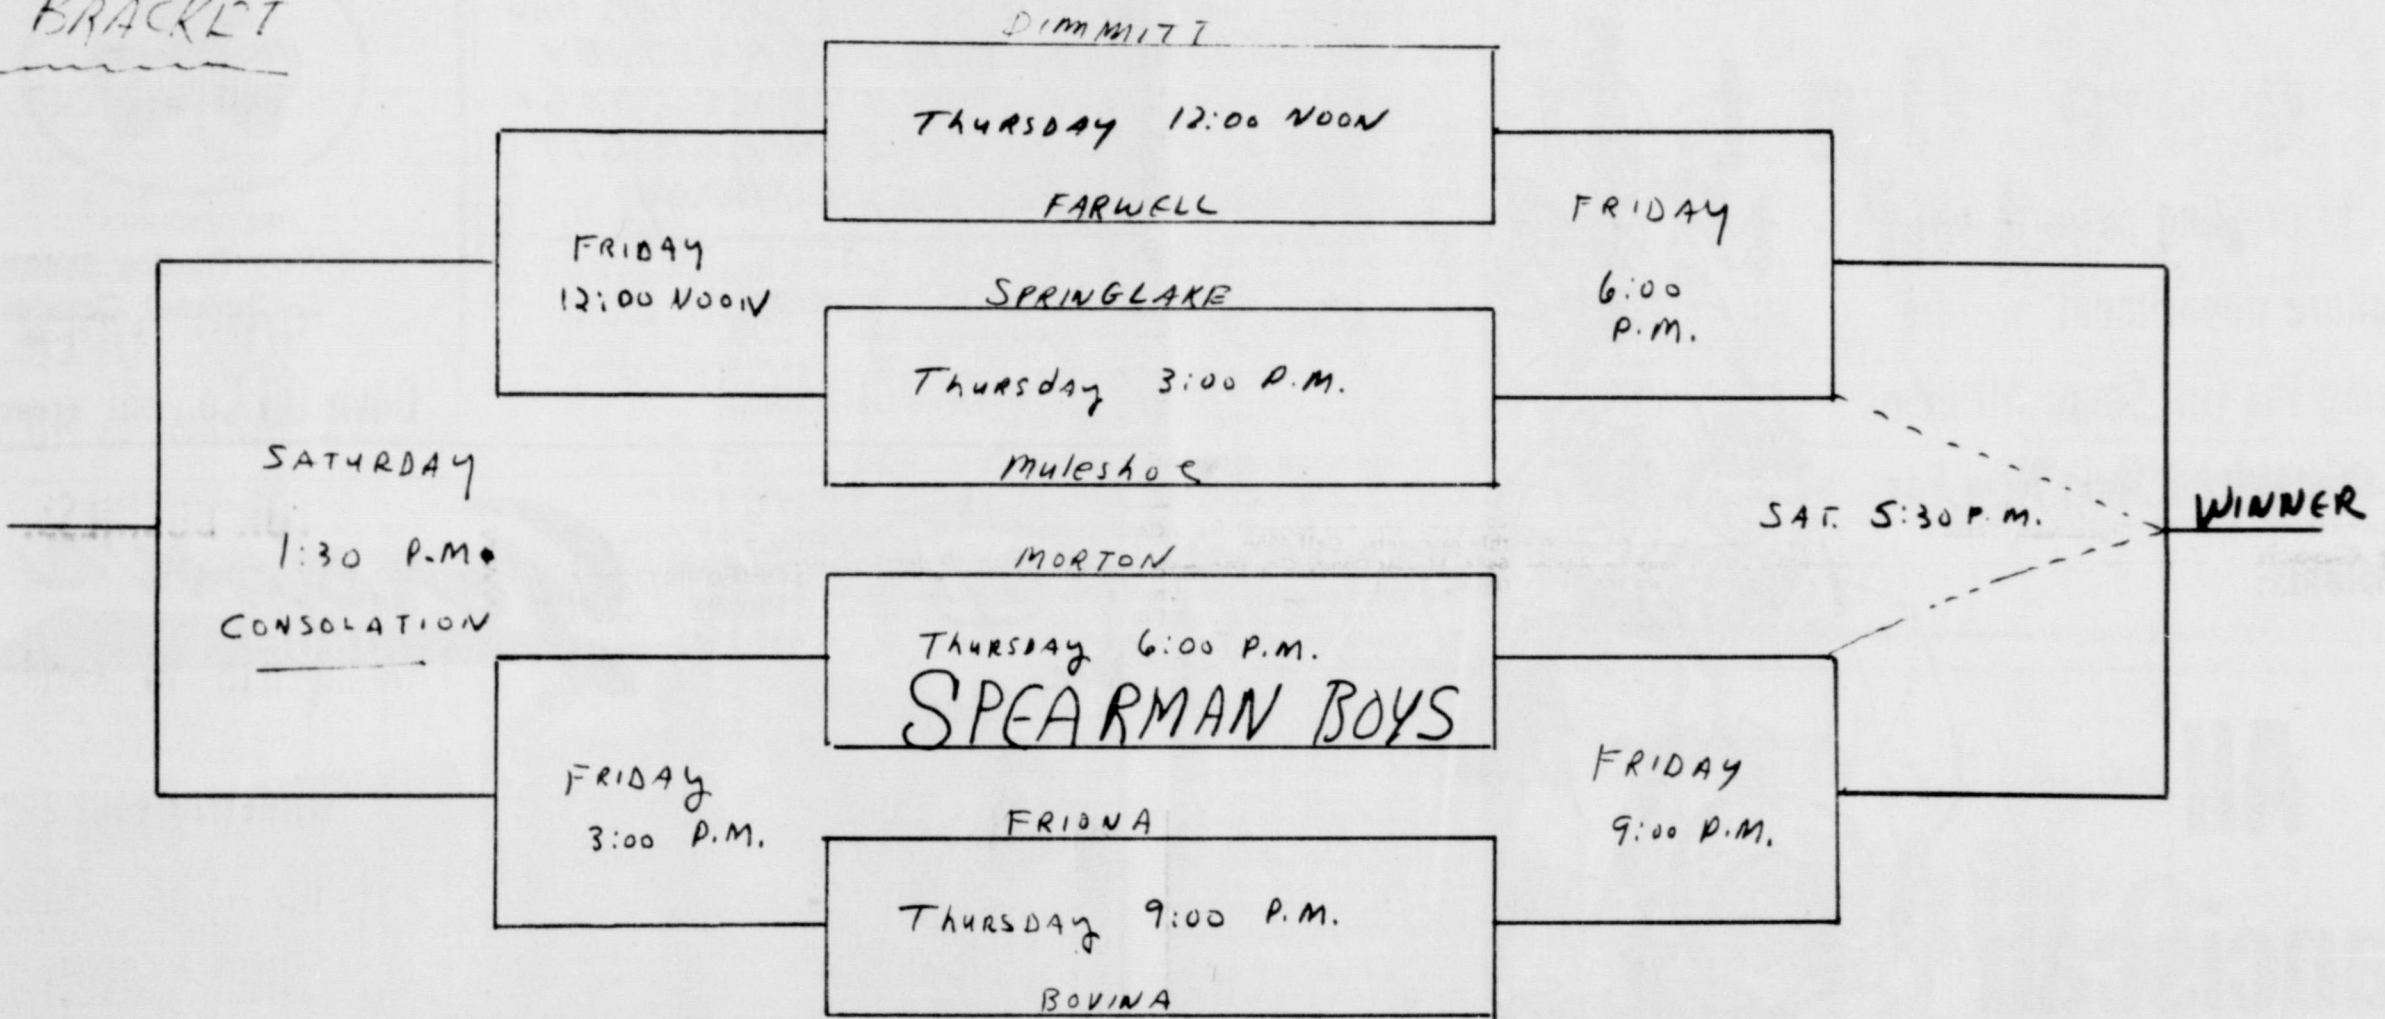 BRACKET
DIMMITT
THURSDAY 12:00 NOON
FARWELL
FRIDAY
12:00 NOON
SPRINGLAKE
Thursday 3:00 P.M.
Muleshoe
FRIDAY
6:00
P.M.
SATURDAY
1:30 P.M.
CONSOLATION
SAT. 5:30 P.M.
WINNER
MORTON
THURSDAY 6:00 P.M.
SPEARMAN BOYS
FRIDAY
3:00 P.M.
FRIONA
THURSDAY 9:00 P.M.
BOVINA
FRIDAY
9:00 P.M.